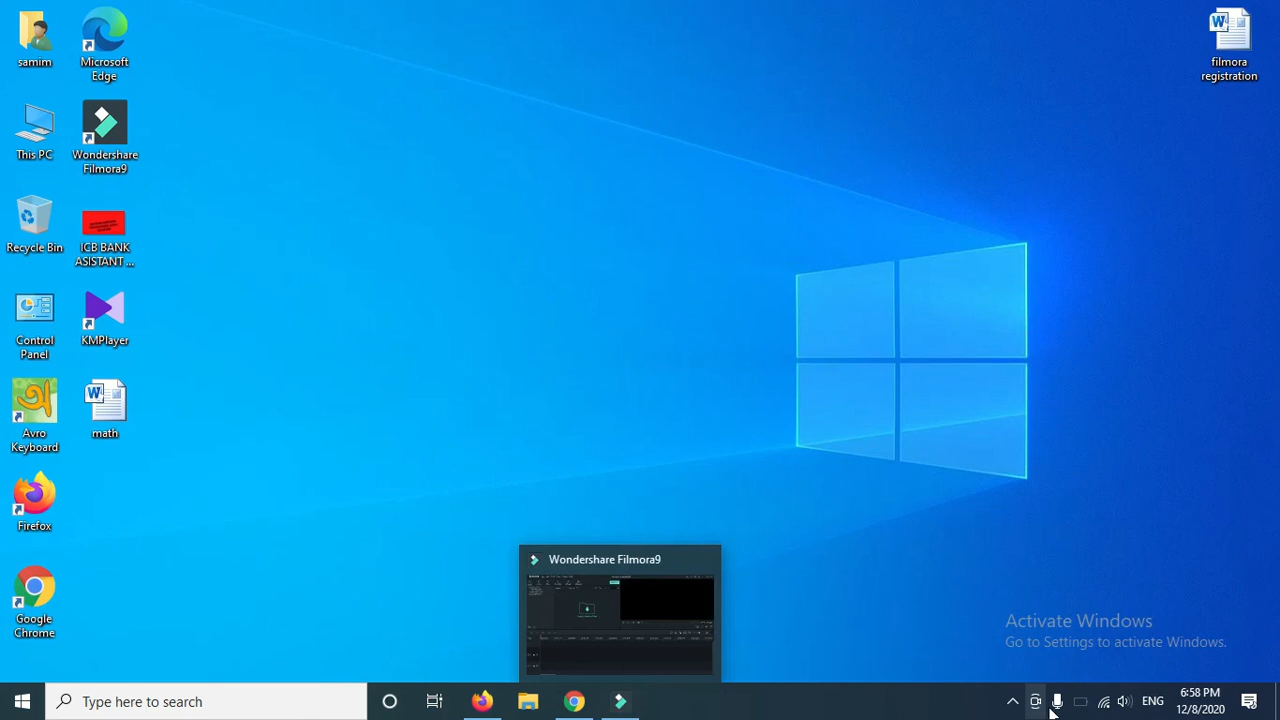 samim
Microsoft
Edge
This PC
Wondershare
Filmora9
Recycle Bin
ICB BANK
ASISTANT ...
Control
Panel
KMPlayer
অ
Avro
Keyboard
math
Firefox
Google
Chrome
filmora
registration
Wondershare Filmora9
Activate Windows
Go to Settings to activate Windows.
Type here to search
ENG
6:58 PM
12/8/2020